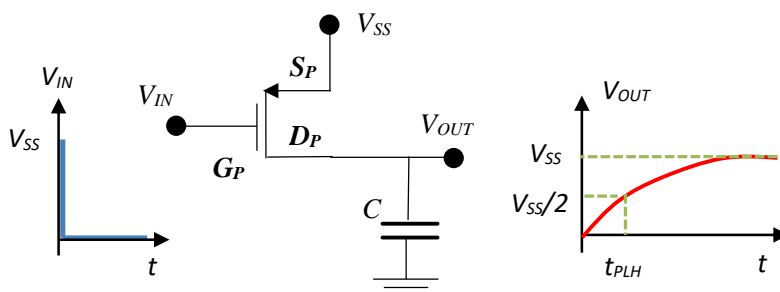 V_IN
V_SS
t
V_SS
S_P
V_IN
D_P
G_P
V_OUT
C
V_OUT
V_SS
V_SS/2
t_PLH
t